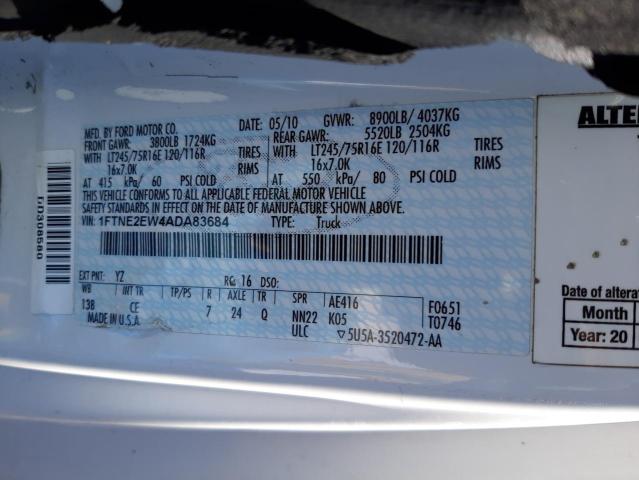 MFD. BY FORD MOTOR CO.
DATE: 05/10 GVWR: 8900LB/ 4037KG
FRONT GAWR: 3800LB 1724KG
REAR GAWR: 5520LB 2504KG
WITH LT245/75R16E 120/116R TIRES
WITH LT245/75R16E 120/116R TIRES
16x7.0K RIMS
16x7.0K RIMS
AT 415 kPa/ 60 PSI COLD
AT 550 kPa/ 80 PSI COLD
THIS VEHICLE CONFORMS TO ALL APPLICABLE FEDERAL MOTOR VEHICLE
SAFETY STANDARDS IN EFFECT ON THE DATE OF MANUFACTURE SHOWN ABOVE.
VIN: 1FTNE2EW4ADA83684
TYPE: Truck
EXT PNT: YZ RC: 16 DSO:
WB INT TR TP/PS R AXLE TR SPR AE416 F0651
138 CE 7 24 Q NN22 K05 T0746
MADE IN U.S.A. ULC ▽5U5A-3520472-AA
ALTE
Date of altera
Month
Year: 20